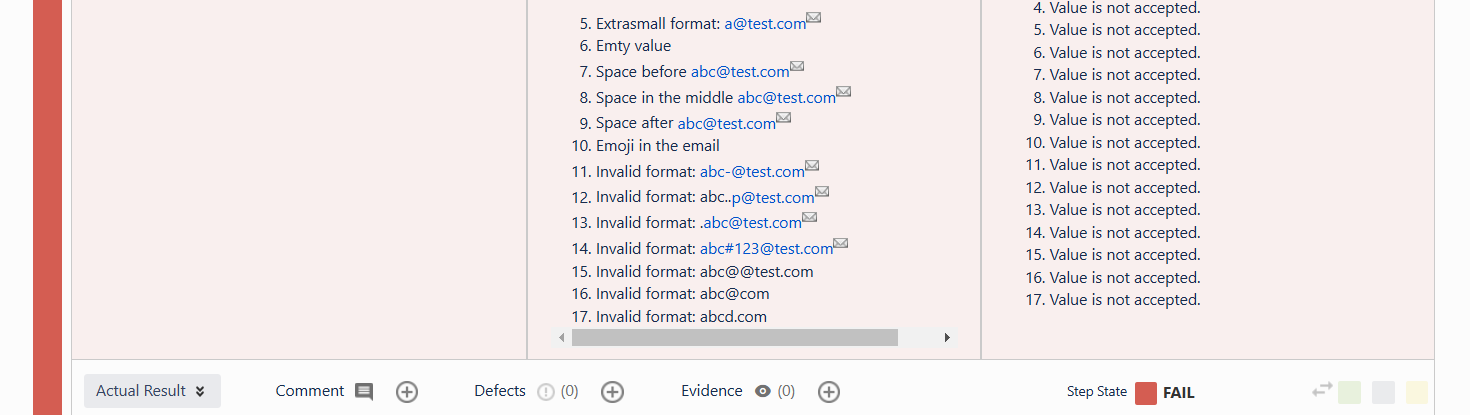 5. Extrasmall format: a@test.com
6. Emty value
7. Space before abc@test.com
8. Space in the middle abc@test.com
9. Space after abc@test.com
10. Emoji in the email
11. Invalid format: abc-@test.com
12. Invalid format: abc..p@test.com
13. Invalid format: .abc@test.com
14. Invalid format: abc#123@test.com
15. Invalid format: abc@@test.com
16. Invalid format: abc@com
17. Invalid format: abcd.com
4. Value is not accepted.
5. Value is not accepted.
6. Value is not accepted.
7. Value is not accepted.
8. Value is not accepted.
9. Value is not accepted.
10. Value is not accepted.
11. Value is not accepted.
12. Value is not accepted.
13. Value is not accepted.
14. Value is not accepted.
15. Value is not accepted.
16. Value is not accepted.
17. Value is not accepted.
Actual Result Comment Defects (0) Evidence (0) Step State FAIL